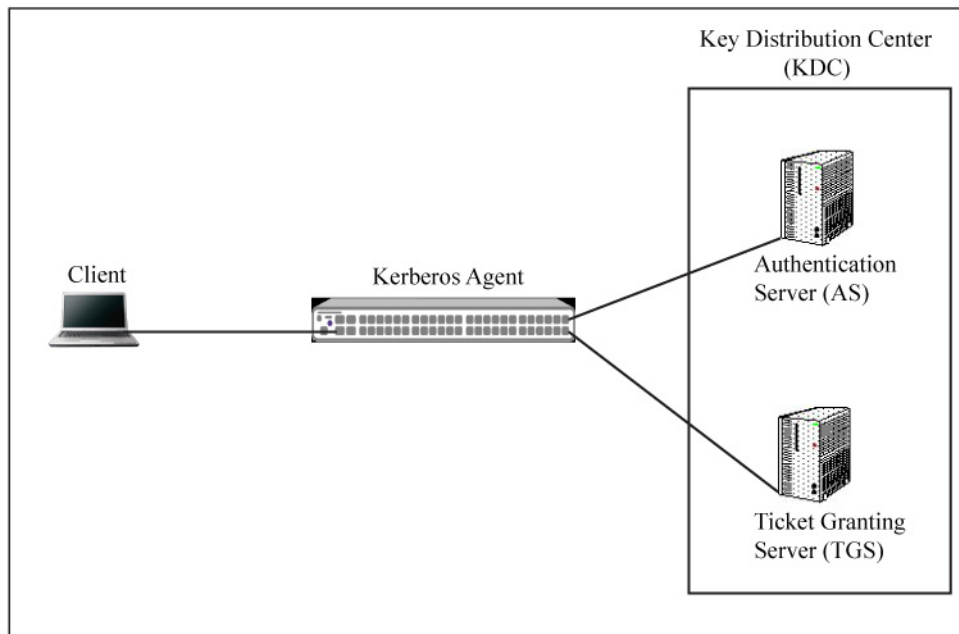 Key Distribution Center
(KDC)
Client
Kerberos Agent
Authentication
Server (AS)
Ticket Granting
Server (TGS)